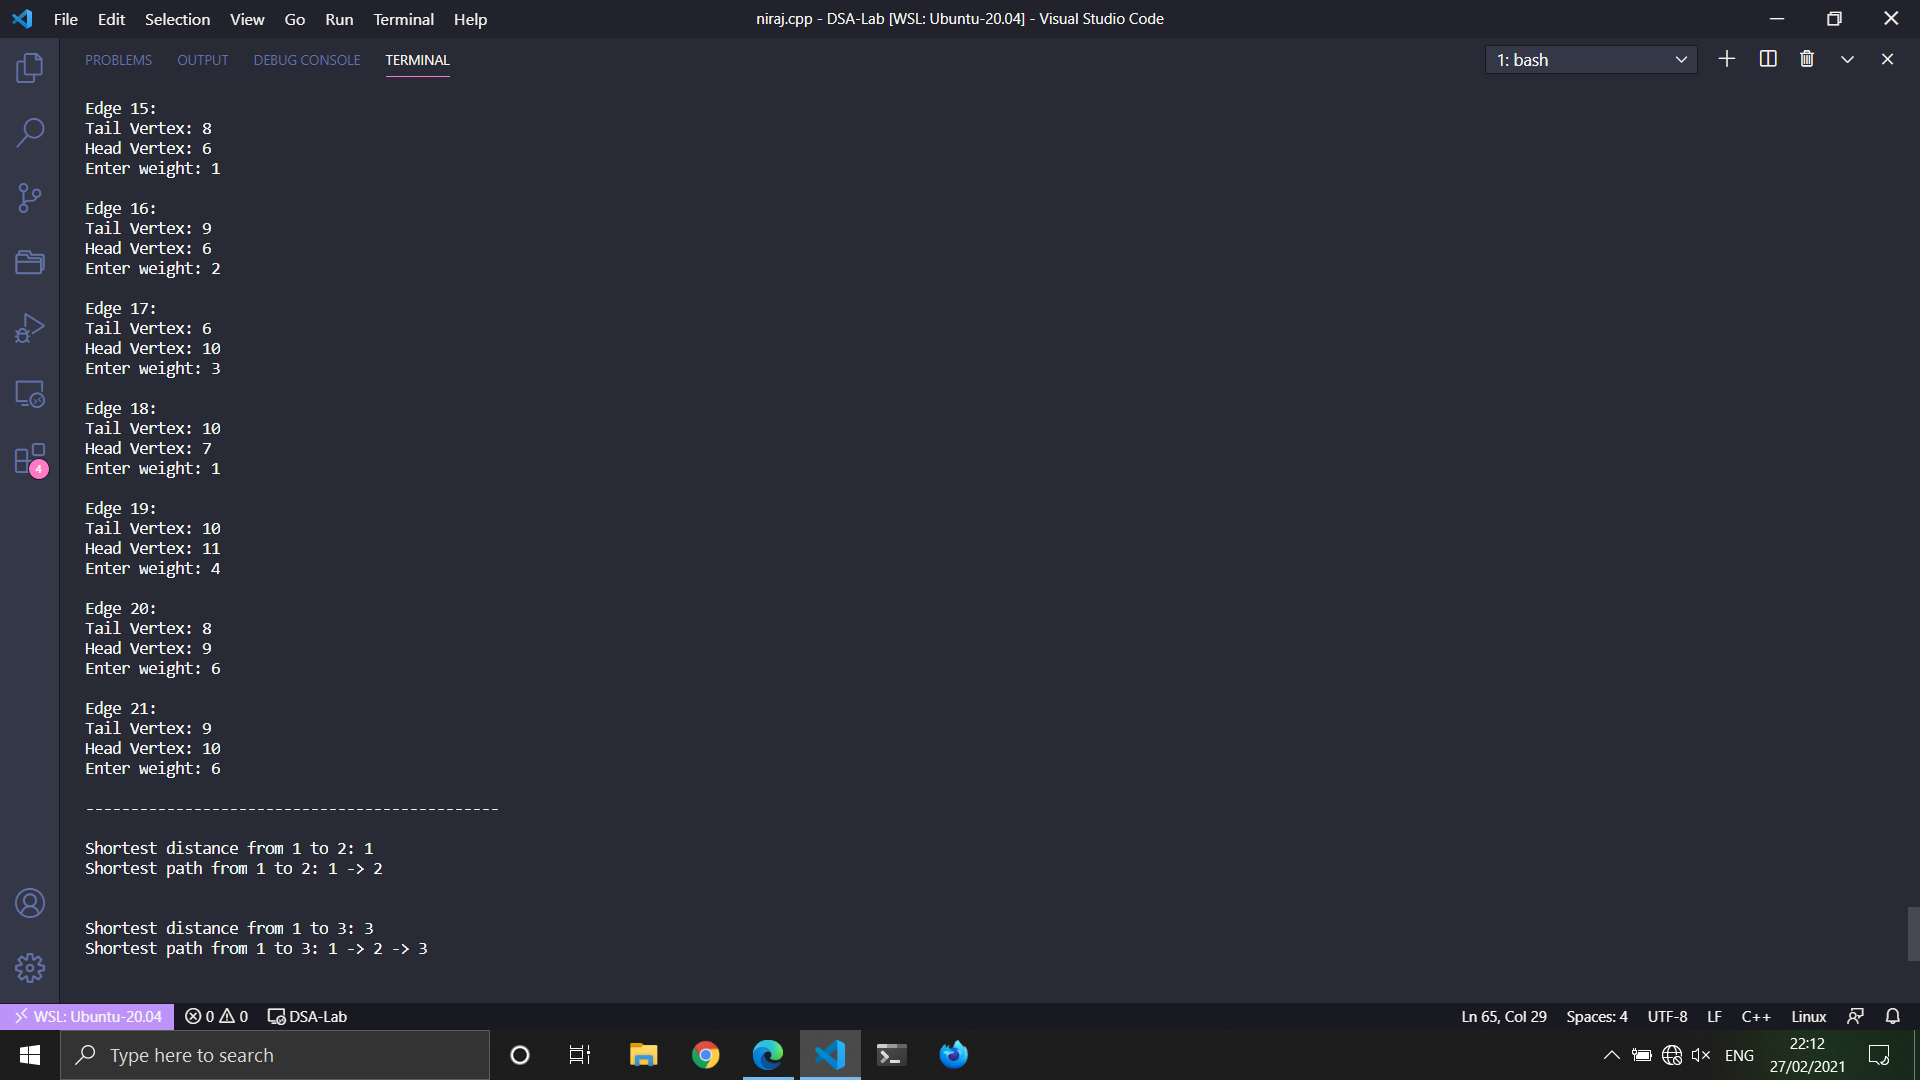 File Edit Selection View Go Run Terminal Help
niraj.cpp - DSA-Lab [WSL: Ubuntu-20.04] - Visual Studio Code
PROBLEMS OUTPUT DEBUG CONSOLE TERMINAL
1: bash
Edge 15:
Tail Vertex: 8
Head Vertex: 6
Enter weight: 1
Edge 16:
Tail Vertex: 9
Head Vertex: 6
Enter weight: 2
Edge 17:
Tail Vertex: 6
Head Vertex: 10
Enter weight: 3
Edge 18:
Tail Vertex: 10
Head Vertex: 7
Enter weight: 1
Edge 19:
Tail Vertex: 10
Head Vertex: 11
Enter weight: 4
Edge 20:
Tail Vertex: 8
Head Vertex: 9
Enter weight: 6
Edge 21:
Tail Vertex: 9
Head Vertex: 10
Enter weight: 6
----------------------------------------------
Shortest distance from 1 to 2: 1
Shortest path from 1 to 2: 1 -> 2
Shortest distance from 1 to 3: 3
Shortest path from 1 to 3: 1 -> 2 -> 3
4
WSL: Ubuntu-20.04 0 0 DSA-Lab
Ln 65, Col 29 Spaces: 4 UTF-8 LF C++ Linux
Type here to search
ENG
22:12
27/02/2021